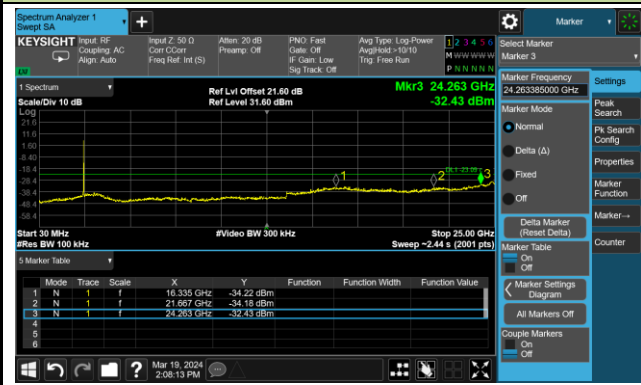 Spectrum Analyzer 1
Swept SA
Marker
KEYSIGHT
Input: RF
Coupling: AC
Align: Auto
Input Z: 50 Ω
Corr CCorr
Freq Ref: Int (S)
Atten: 20 dB
Preamp: Off
PNO: Fast
Gate: Off
IF Gain: Low
Sig Track: Off
Avg Type: Log-Power
Avg|Hold:>10/10
Trig: Free Run
1 2 3 4 5 6
M W W W W W
P N N N N N
LXI
Select Marker
Marker 3
1 Spectrum
Scale/Div 10 dB
Log
Ref Lvl Offset 21.60 dB
Ref Level 31.60 dBm
Mkr3 24.263 GHz
-32.43 dBm
21.6
11.6
1.60
-8.40
-18.4
-28.4
-38.4
-48.4
-58.4
1
2
3
Start 30 MHz
#Res BW 100 kHz
#Video BW 300 kHz
Stop 25.00 GHz
Sweep ~2.44 s (2001 pts)
5 Marker Table
Mode Trace Scale X Y Function Function Width Function Value
1 N 1 f 16.335 GHz -34.22 dBm
2 N 1 f 21.667 GHz -34.18 dBm
3 N 1 f 24.263 GHz -32.43 dBm
4
5
6
Marker Frequency
24.263385000 GHz
Marker Mode
Normal
Delta (Δ)
Fixed
Off
Delta Marker
(Reset Delta)
Marker Table
On
Off
Marker Settings
Diagram
All Markers Off
Couple Markers
On
Off
Settings
Peak
Search
Pk Search
Config
Properties
Marker
Function
Marker→
Counter
?
Mar 19, 2024
2:08:13 PM